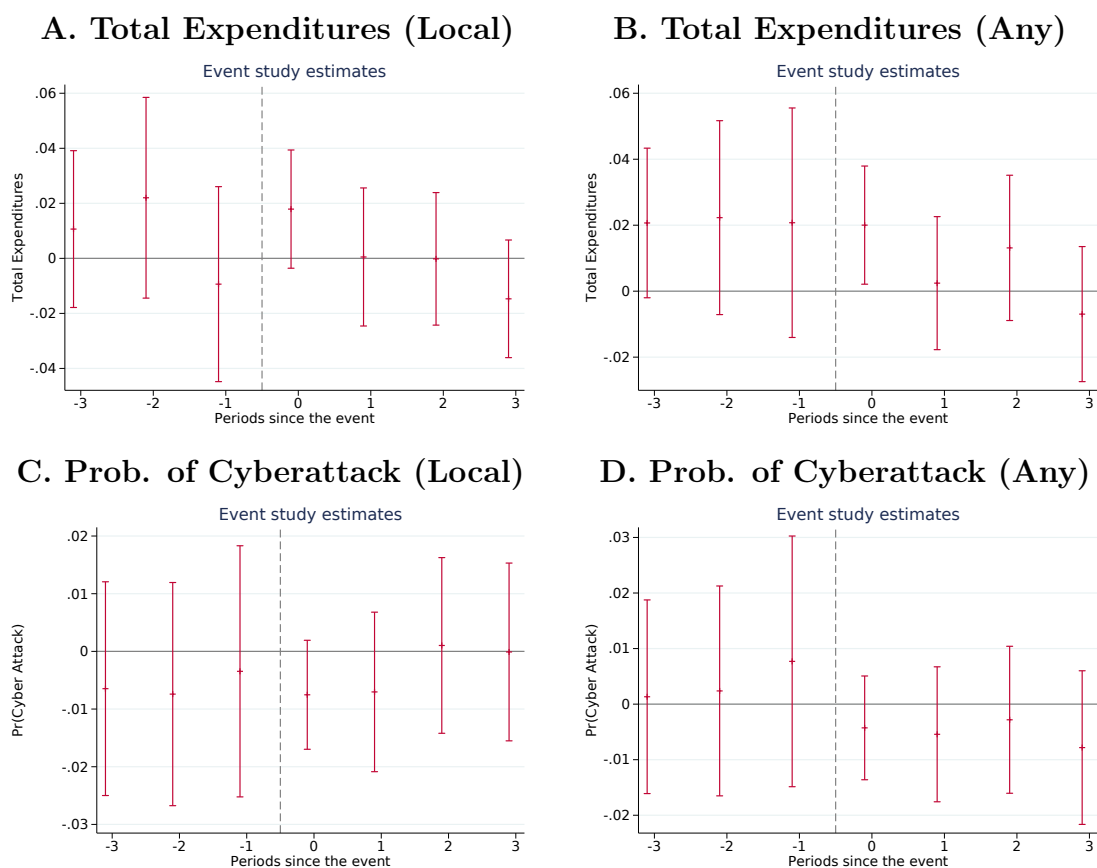 A. Total Expenditures (Local)
Event study estimates
.06
.04
.02
0
-.02
-.04
Total Expenditures
-3 -2 -1 0 1 2 3
Periods since the event
B. Total Expenditures (Any)
Event study estimates
.06
.04
.02
0
-.02
Total Expenditures
-3 -2 -1 0 1 2 3
Periods since the event
C. Prob. of Cyberattack (Local)
Event study estimates
.02
.01
0
-.01
-.02
-.03
Pr(Cyber Attack)
-3 -2 -1 0 1 2 3
Periods since the event
D. Prob. of Cyberattack (Any)
Event study estimates
.03
.02
.01
0
-.01
-.02
Pr(Cyber Attack)
-3 -2 -1 0 1 2 3
Periods since the event